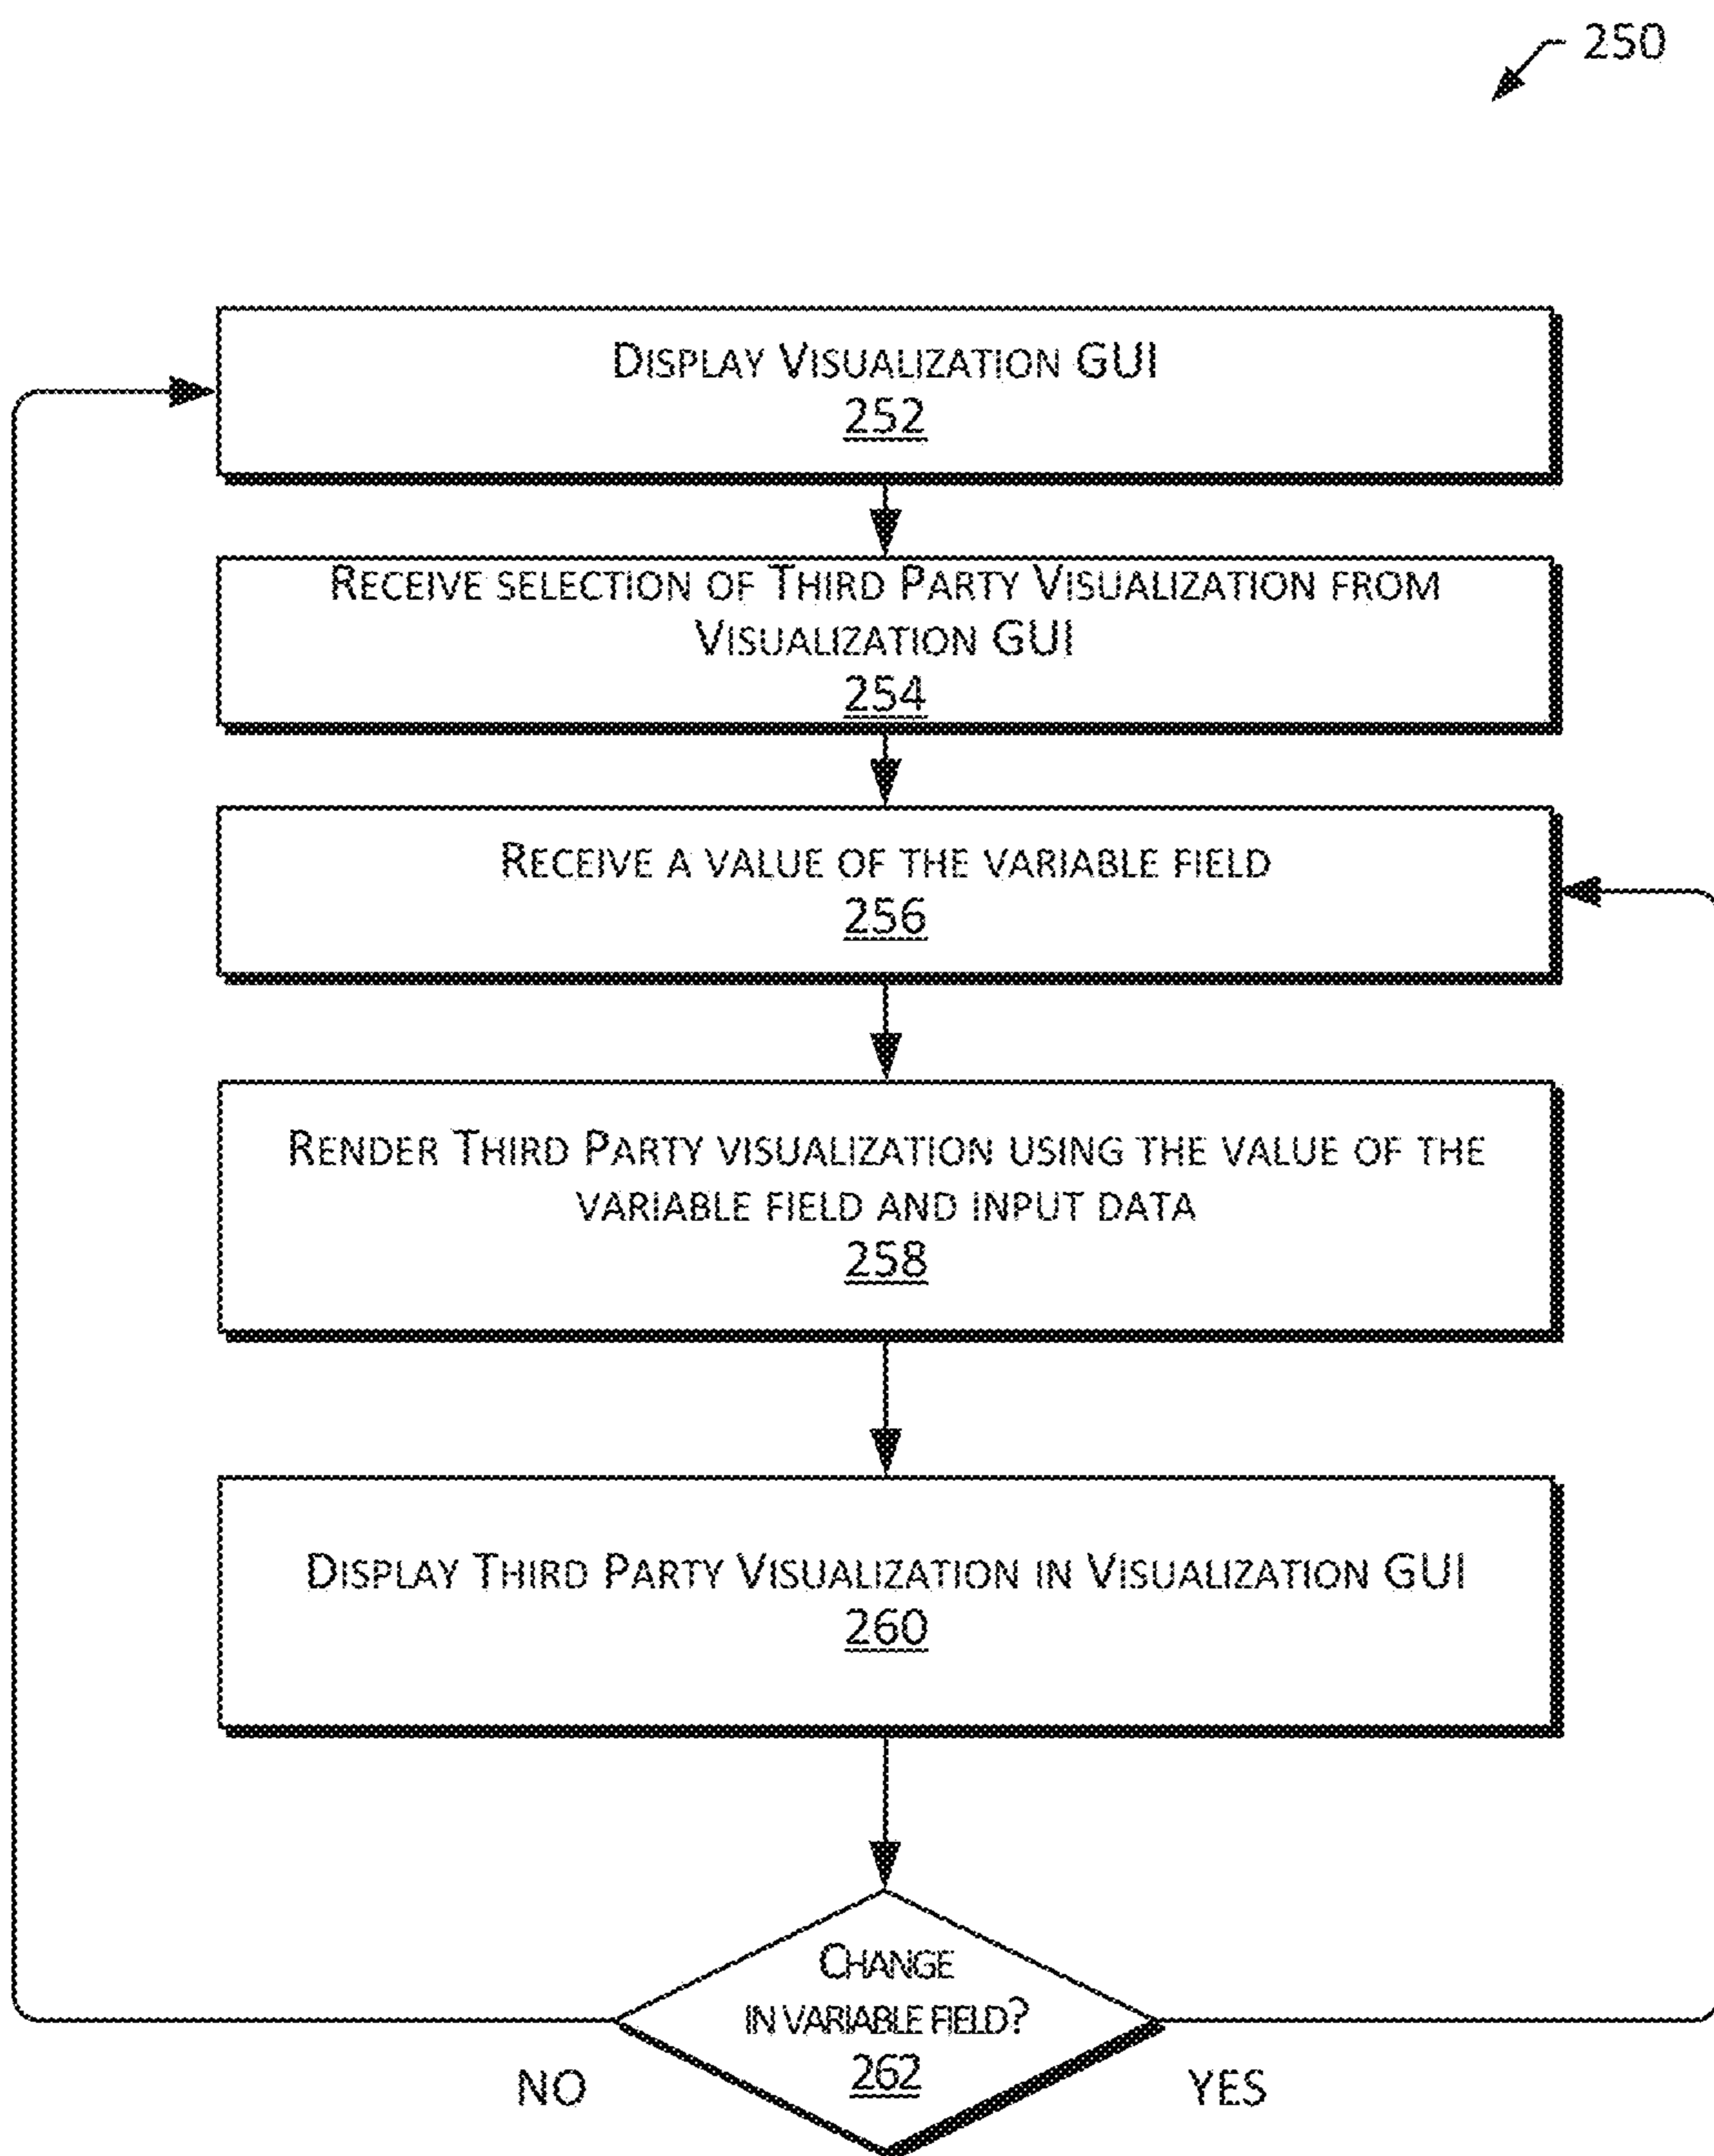 250
Display Visualization GUI
252
Receive selection of Third Party Visualization from
Visualization GUI
254
Receive a value of the variable field
256
Render Third Party visualization using the value of the
variable field and input data
258
Display Third Party Visualization in Visualization GUI
260
Change
in variable field?
262
NO
YES